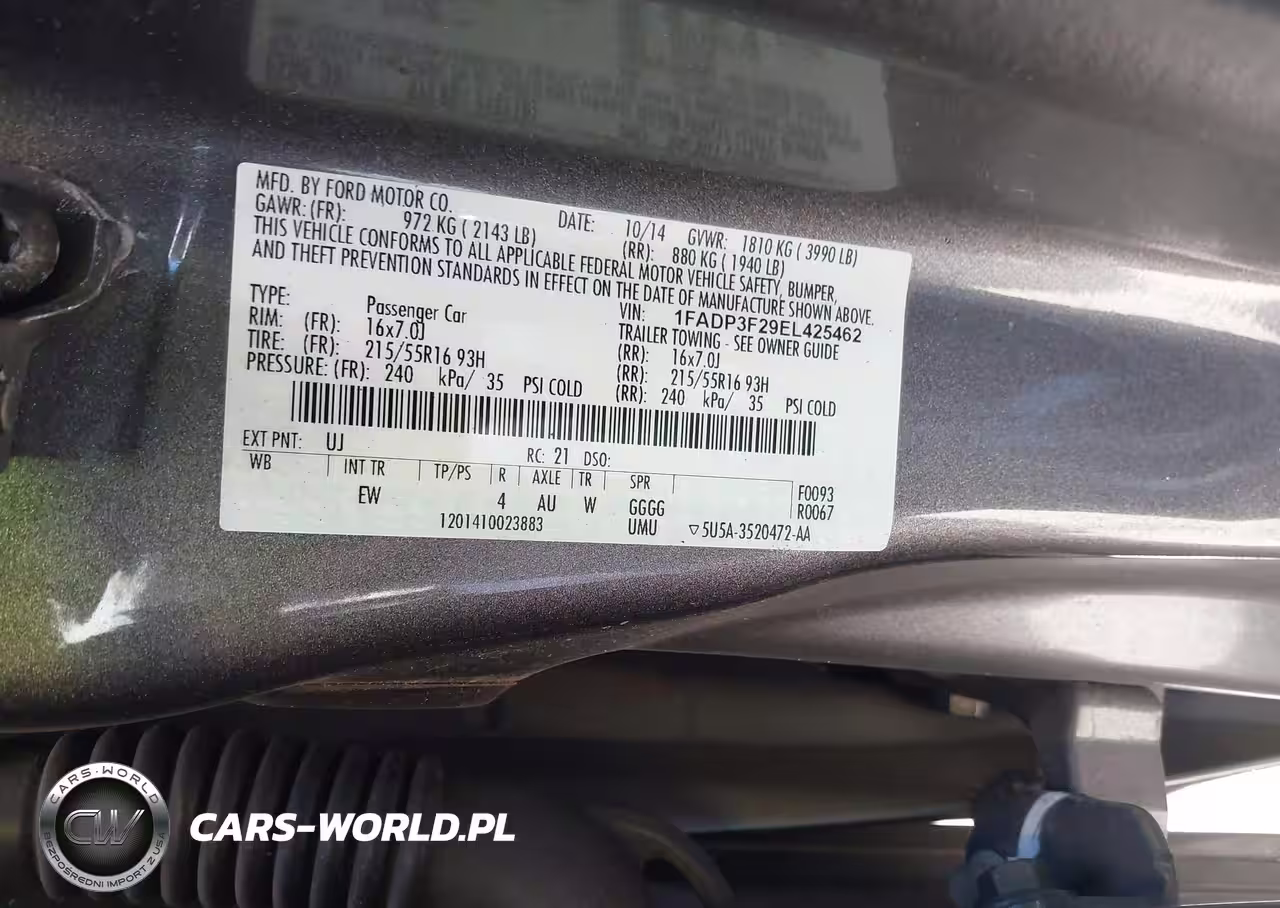 MFD. BY FORD MOTOR CO.
DATE: 10/14 GVWR: 1810 KG ( 3990 LB)
GAWR: (FR): 972 KG ( 2143 LB) (RR): 880 KG ( 1940 LB)
THIS VEHICLE CONFORMS TO ALL APPLICABLE FEDERAL MOTOR VEHICLE SAFETY, BUMPER,
AND THEFT PREVENTION STANDARDS IN EFFECT ON THE DATE OF MANUFACTURE SHOWN ABOVE.
VIN: 1FADP3F29EL425462
TYPE: Passenger Car TRAILER TOWING - SEE OWNER GUIDE
RIM: (FR): 16x7.0J (RR): 16x7.0J
TIRE: (FR): 215/55R16 93H (RR): 215/55R16 93H
PRESSURE: (FR): 240 kPa/ 35 PSI COLD (RR): 240 kPa/ 35 PSI COLD
EXT PNT: UJ RC: 21 DSO:
WB INT TR TP/PS R AXLE TR SPR
EW 4 AU W GGGG F0093
R0067
1201410023883 UMU ▽5U5A-3520472-AA
CARS-WORLD
CW
BEZPOŚREDNI IMPORT Z USA
CARS-WORLD.PL